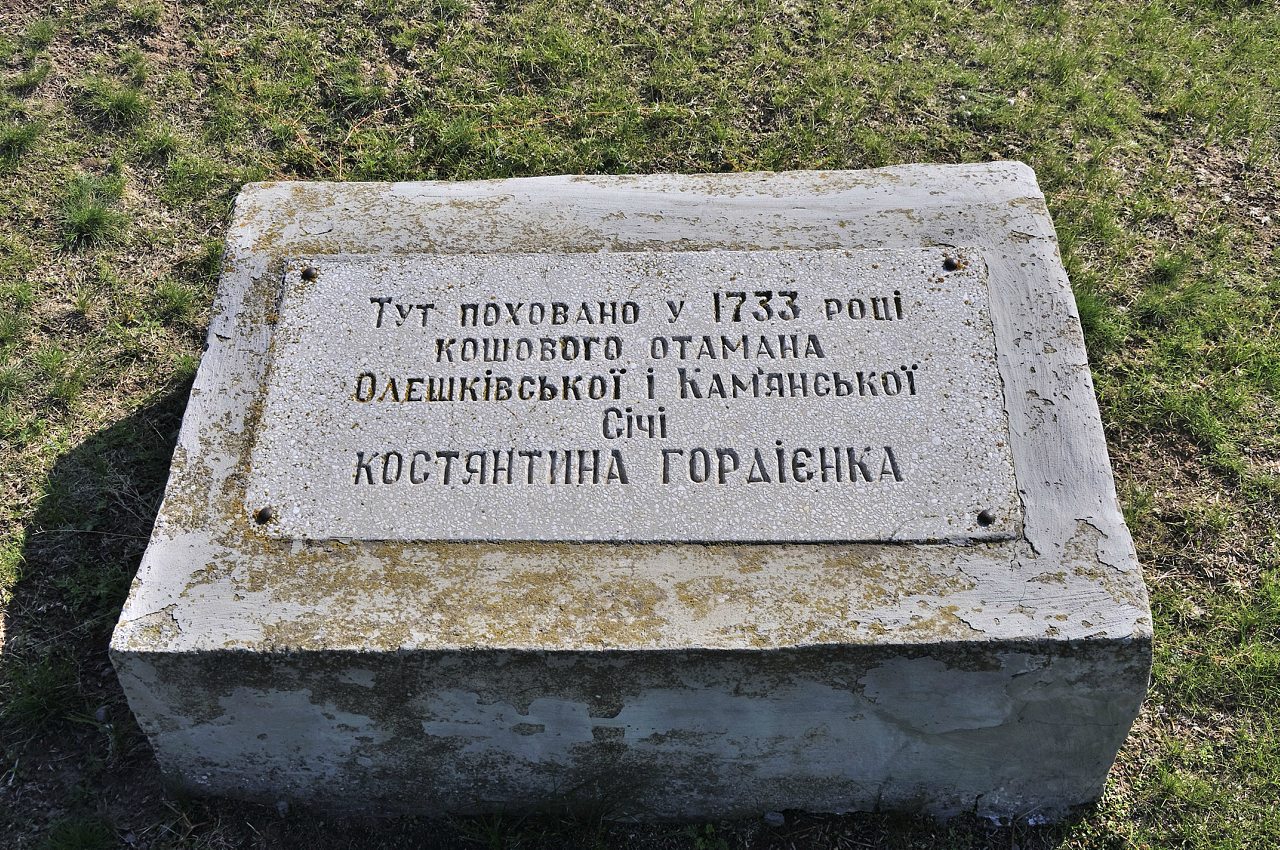 Тут поховано у 1733 році
кошового отамана
Олешківської і Кам'янської
Січі
Костянтина Гордієнка